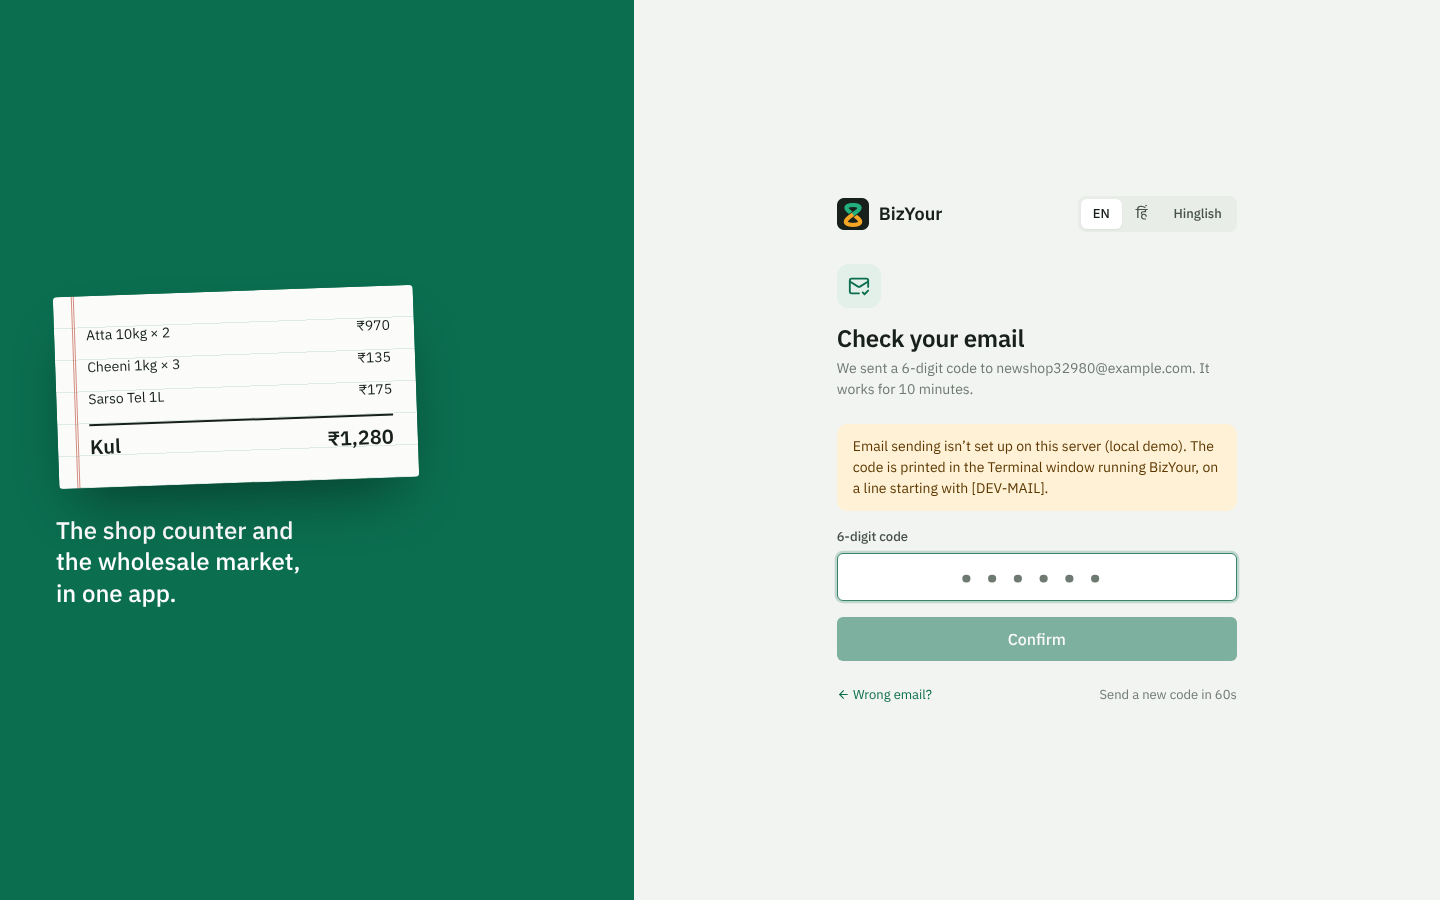 Atta 10kg × 2 ₹970
Cheeni 1kg × 3 ₹135
Sarso Tel 1L ₹175
Kul ₹1,280
The shop counter and
the wholesale market,
in one app.
BizYour
EN हिं Hinglish
Check your email
We sent a 6-digit code to newshop32980@example.com. It
works for 10 minutes.
Email sending isn’t set up on this server (local demo). The
code is printed in the Terminal window running BizYour, on
a line starting with [DEV-MAIL].
6-digit code
Confirm
← Wrong email? Send a new code in 60s